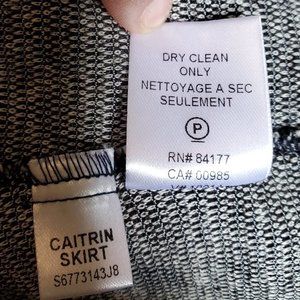 DRY CLEAN
ONLY
NETTOYAGE A SEC
SEULEMENT
P
RN# 84177
CA# 00985
CAITRIN
SKIRT
S6773143J8